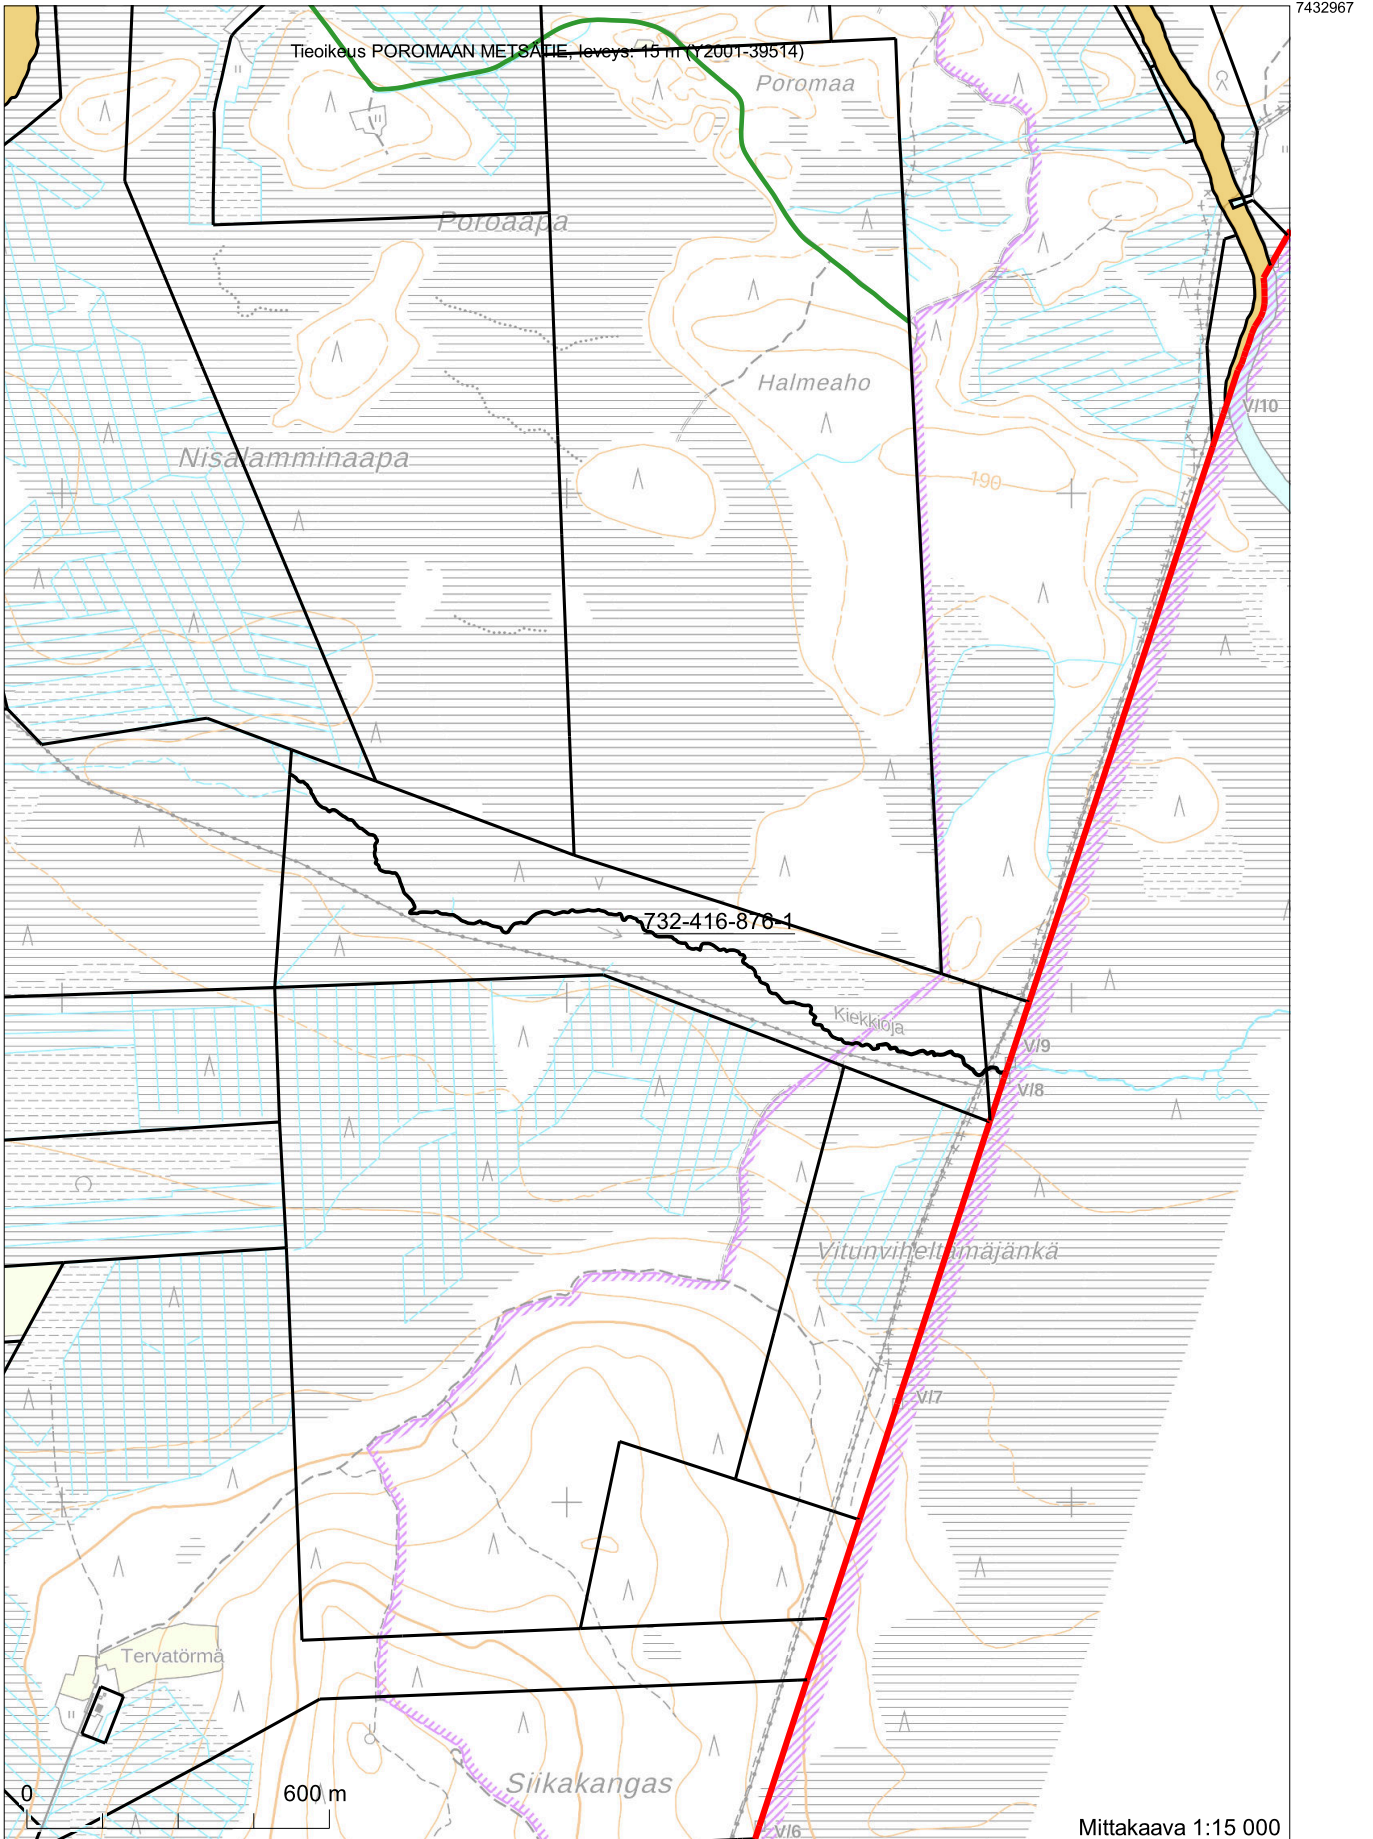 7432967
Tieoikeus POROMAAN METSÄTIE, leveys: 15 m (Y2001-39514)
Poromaa
Poroaapa
Halmeaho
V/10
Nisalamminaapa
190
732-416-876-1
Kiekkioja
V/9
V/8
Vitunviheltämäjänkä
V/7
Tervatörmä
Siikakangas
0 600 m
V/6
Mittakaava 1:15 000